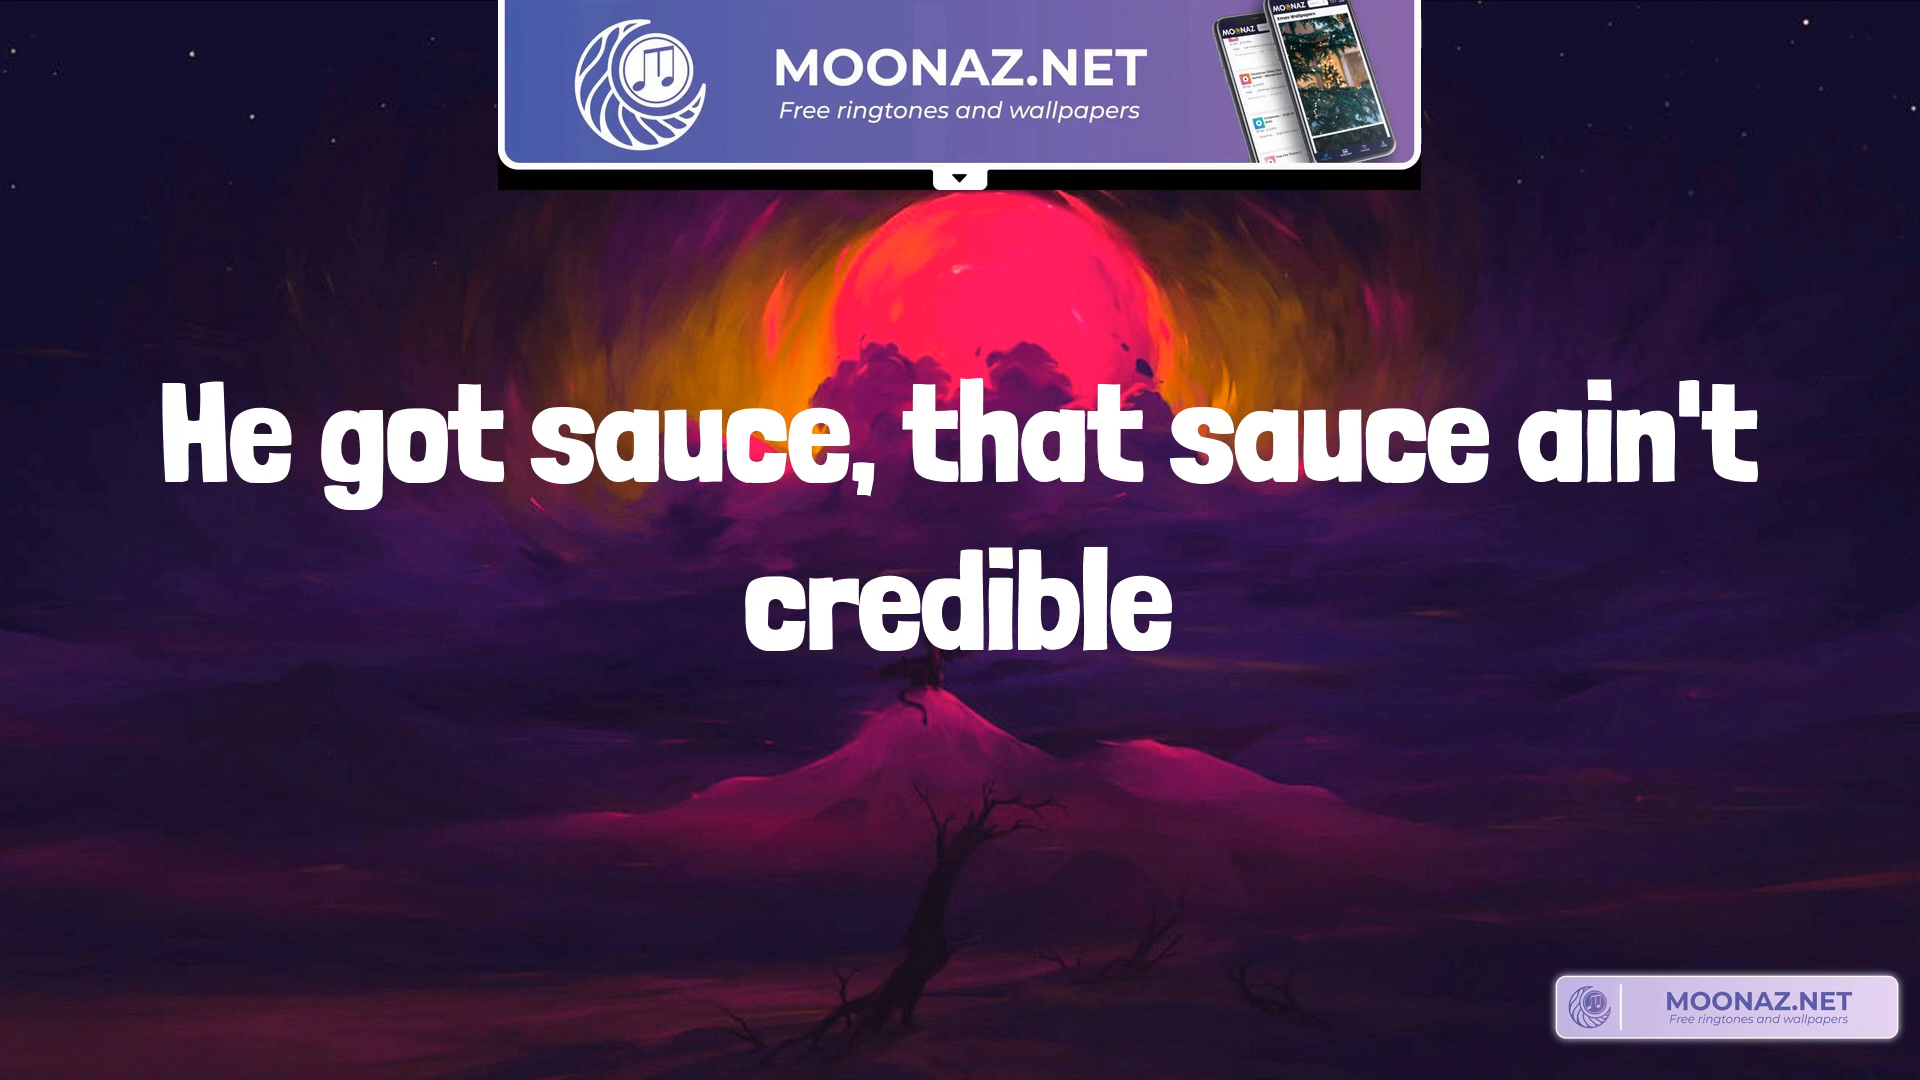 MOONAZ.NET
Free ringtones and wallpapers
He got sauce, that sauce ain't
credible
MOONAZ.NET
Free ringtones and wallpapers